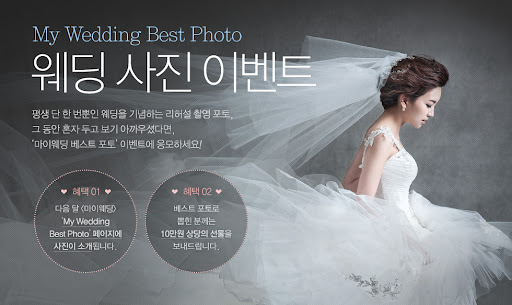 My Wedding Best Photo
웨딩 사진 이벤트
평생 단 한 번뿐인 웨딩을 기념하는 리허설 촬영 포토,
그 동안 혼자 두고 보기 아까우셨다면,
'마이웨딩 베스트 포토' 이벤트에 응모하세요!
♥ 혜택 01 ♥
다음 달 <마이웨딩>
'My Wedding
Best Photo' 페이지에
사진이 소개됩니다.
♥ 혜택 02 ♥
베스트 포토로
뽑힌 분께는
10만원 상당의 선물을
보내드립니다.